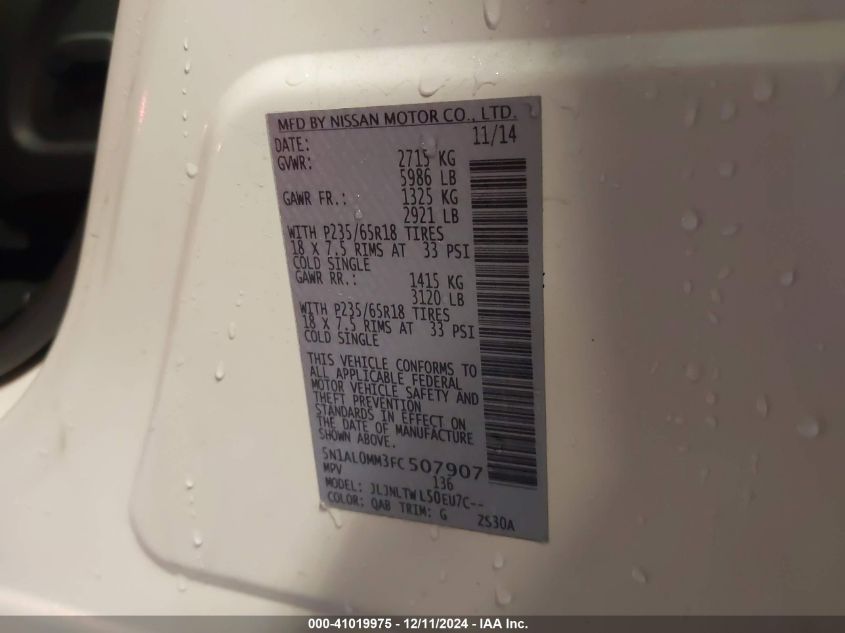 MFD BY NISSAN MOTOR CO., LTD.
DATE: 11/14
GVWR: 2715 KG
5986 LB
GAWR FR.: 1325 KG
2921 LB
WITH P235/65R18 TIRES
18 X 7.5 RIMS AT 33 PSI
COLD SINGLE
GAWR RR.: 1415 KG
3120 LB
WITH P235/65R18 TIRES
18 X 7.5 RIMS AT 33 PSI
COLD SINGLE
THIS VEHICLE CONFORMS TO
ALL APPLICABLE FEDERAL
MOTOR VEHICLE SAFETY AND
THEFT PREVENTION
STANDARDS IN EFFECT ON
THE DATE OF MANUFACTURE
SHOWN ABOVE.
5N1AL0MM3FC507907
MPV 136
MODEL: JLJNLTWL50EU7C--
COLOR: QAB TRIM: G ZS30A
000-41019975 - 12/11/2024 - IAA Inc.